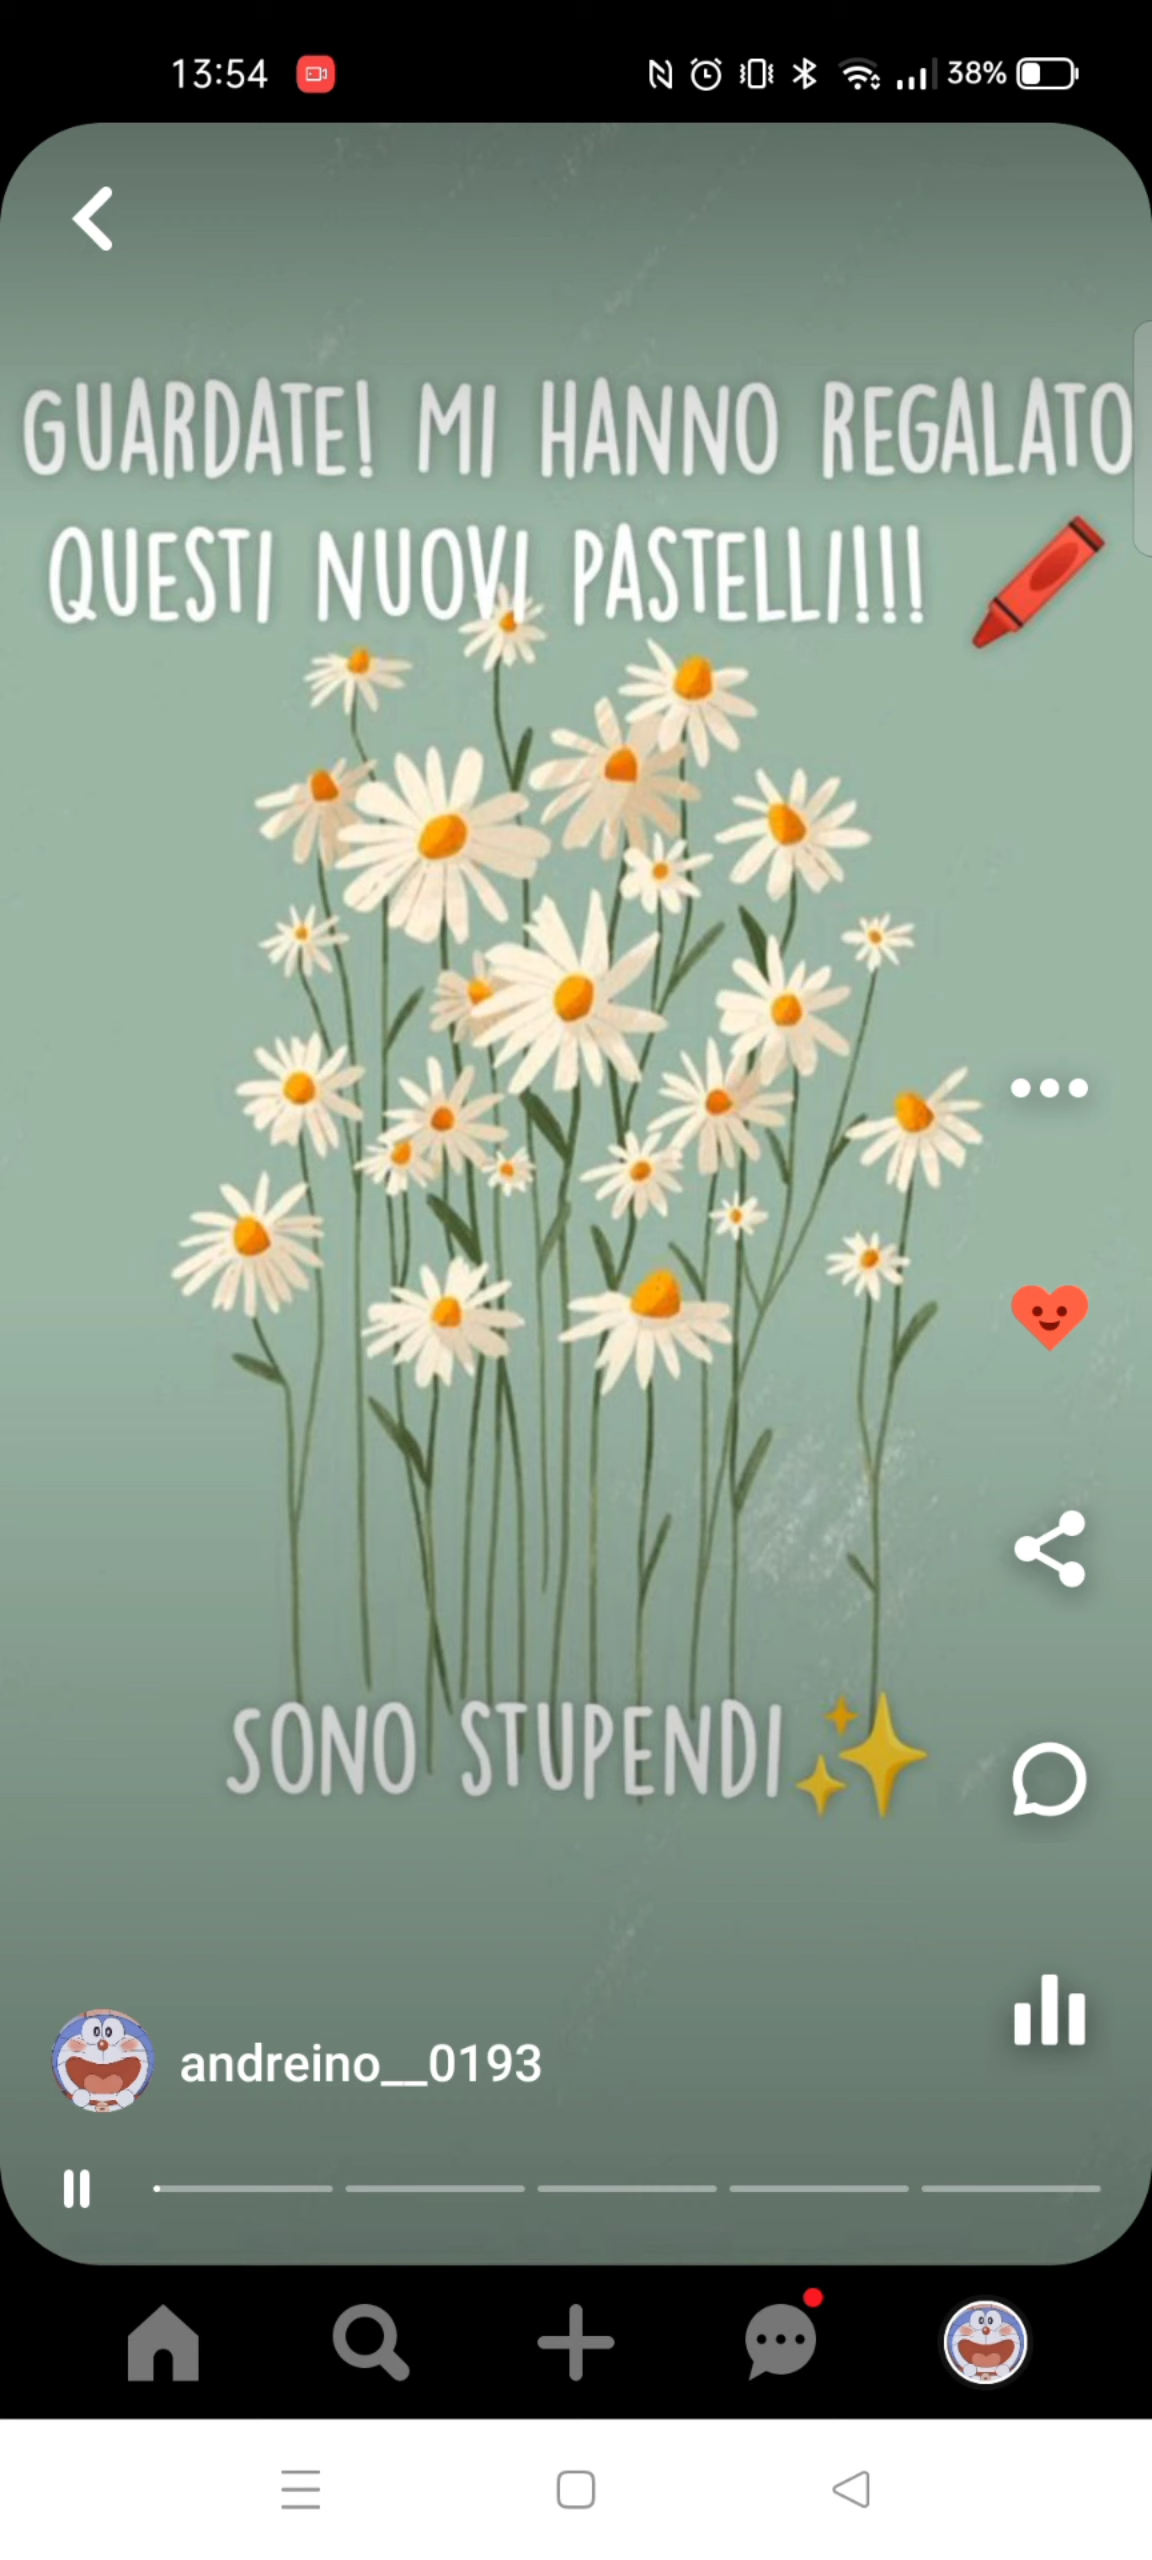 13:54
38%
GUARDATE! MI HANNO REGALATO
QUESTI NUOVI PASTELLI!!!
SONO STUPENDI
andreino__0193